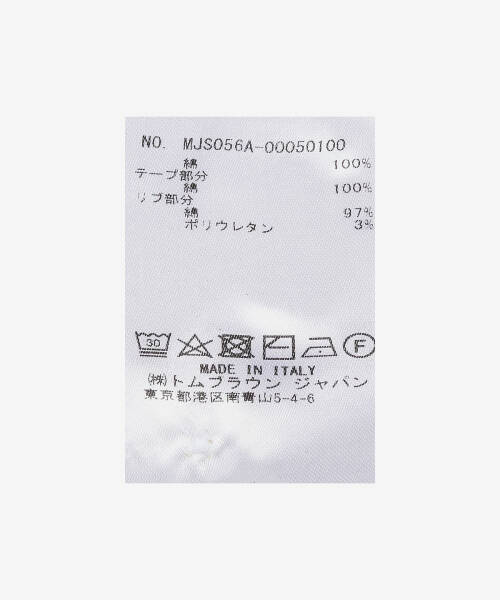 NO. MJS056A-00050100
綿 100%
テープ部分
綿 100%
リブ部分
綿 97%
ポリウレタン 3%
30 F
MADE IN ITALY
(株)トムブラウン ジャパン
東京都港区南青山5-4-6